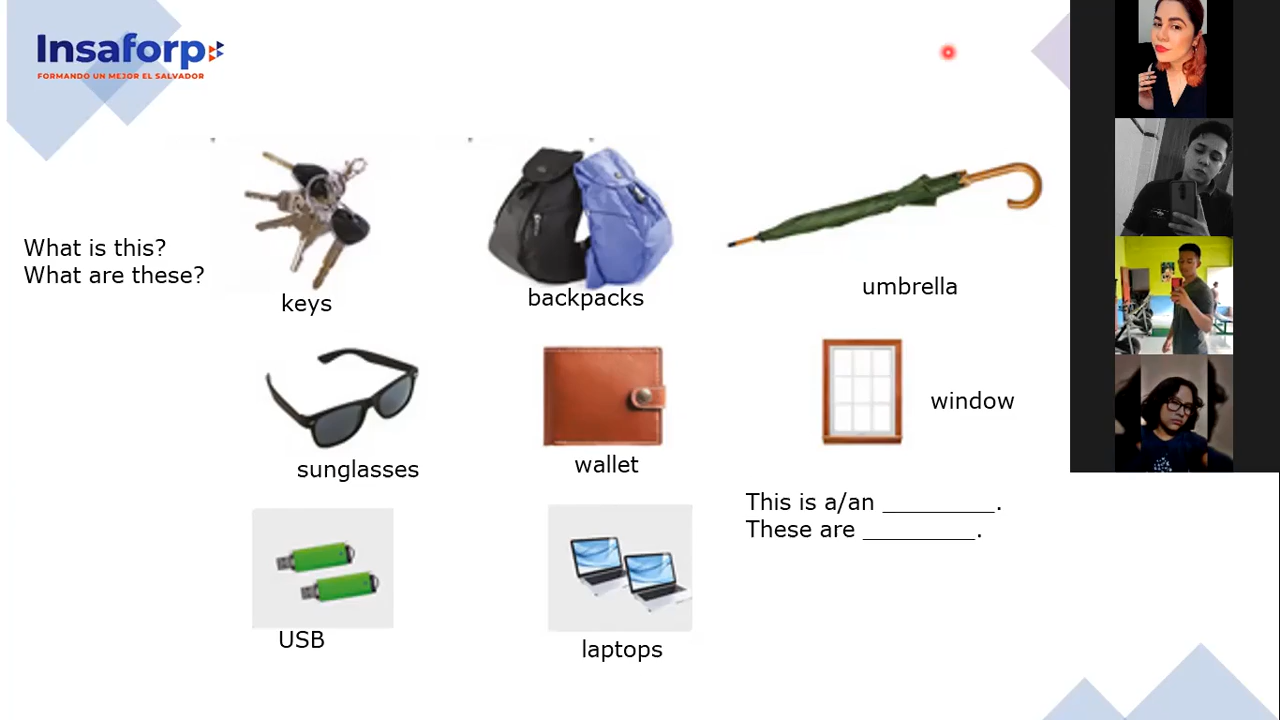 Insaforp
FORMANDO UN MEJOR EL SALVADOR
What is this?
What are these?
keys
backpacks
umbrella
sunglasses
wallet
window
This is a/an _________.
These are _________.
USB
laptops